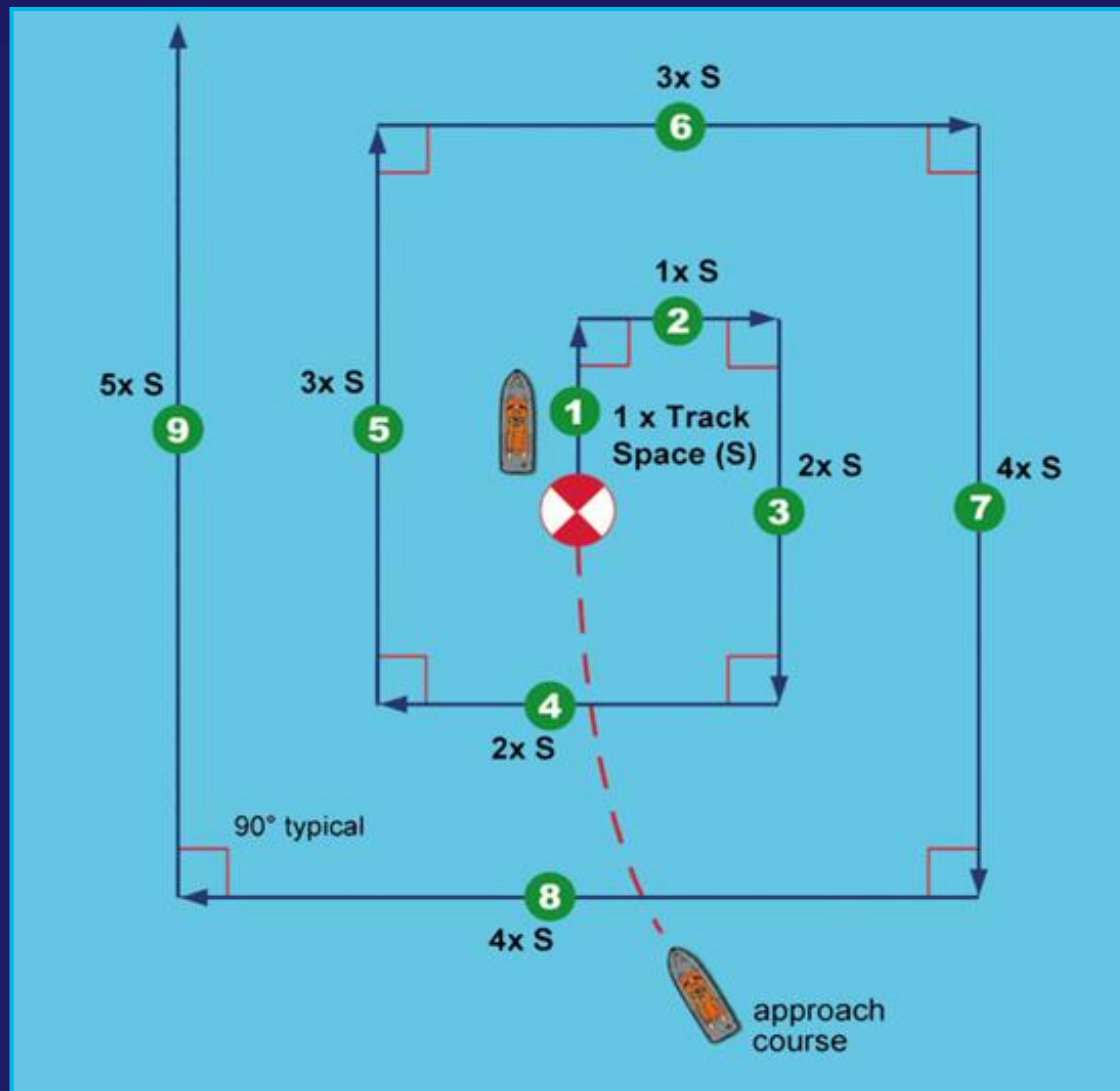 3x S
6
1x S
2
5x S
9
3x S
5
1
1 x Track
Space (S)
2x S
3
4x S
7
4
2x S
90° typical
8
4x S
approach
course